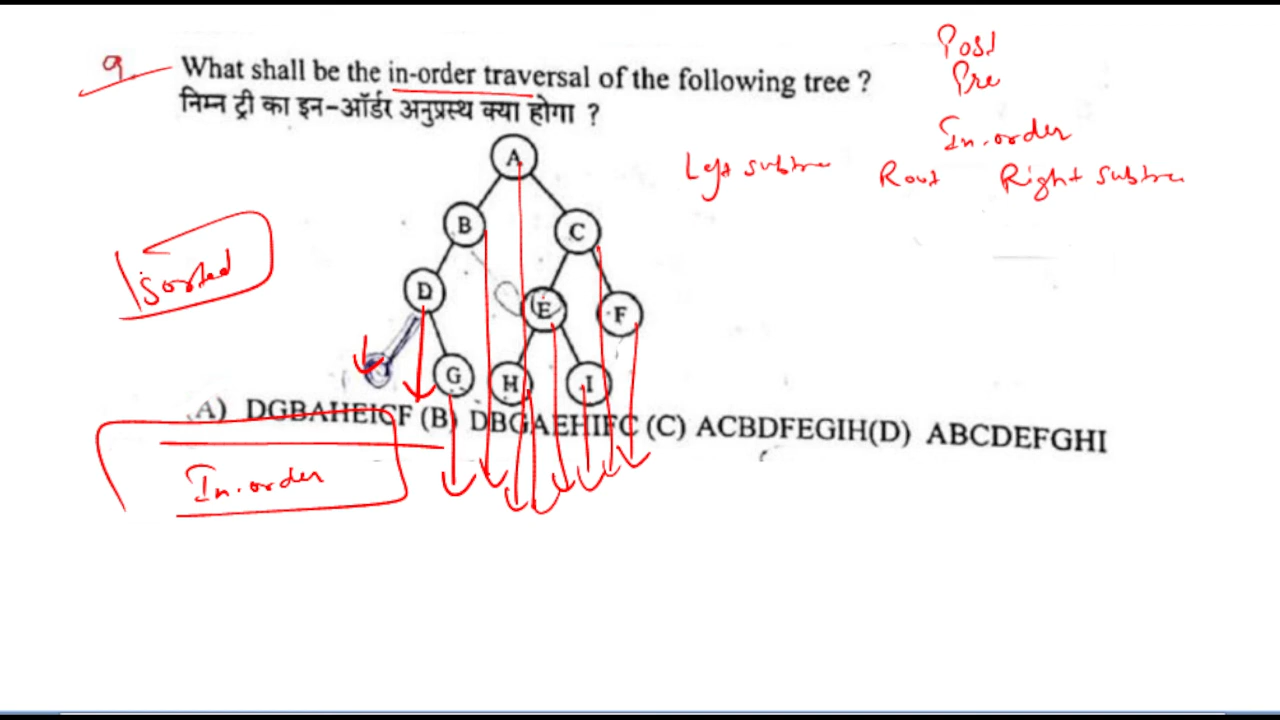 9. What shall be the in-order traversal of the following tree ?
निम्न ट्री का इन-ऑर्डर अनुप्रस्थ क्या होगा ?
Post
Pre
In-order
Left subtree Root Right subtree
A
B C
D E F
G H I
Sorted
A) DGBAHEICF (B) DBGAEHIFC (C) ACBDFEGIH(D) ABCDEFGHI
In-order